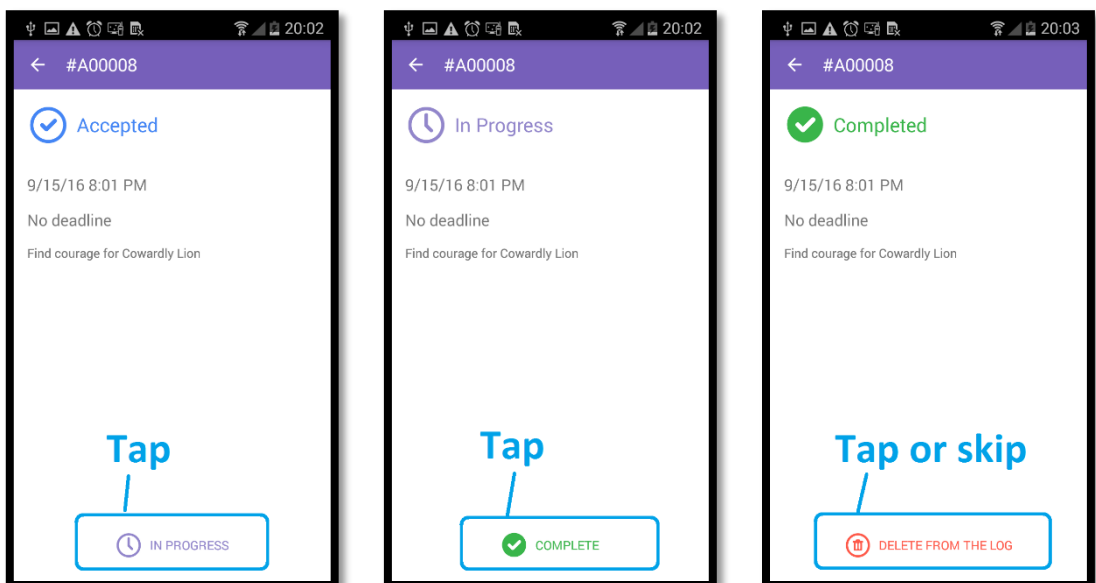 20:02
#A00008
Accepted
9/15/16 8:01 PM
No deadline
Find courage for Cowardly Lion
Tap
IN PROGRESS
20:02
#A00008
In Progress
9/15/16 8:01 PM
No deadline
Find courage for Cowardly Lion
Tap
COMPLETE
20:03
#A00008
Completed
9/15/16 8:01 PM
No deadline
Find courage for Cowardly Lion
Tap or skip
DELETE FROM THE LOG